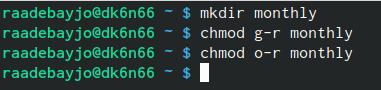 raadebayjo@dk6n66 ~ $ mkdir monthly
raadebayjo@dk6n66 ~ $ chmod g-r monthly
raadebayjo@dk6n66 ~ $ chmod o-r monthly
raadebayjo@dk6n66 ~ $